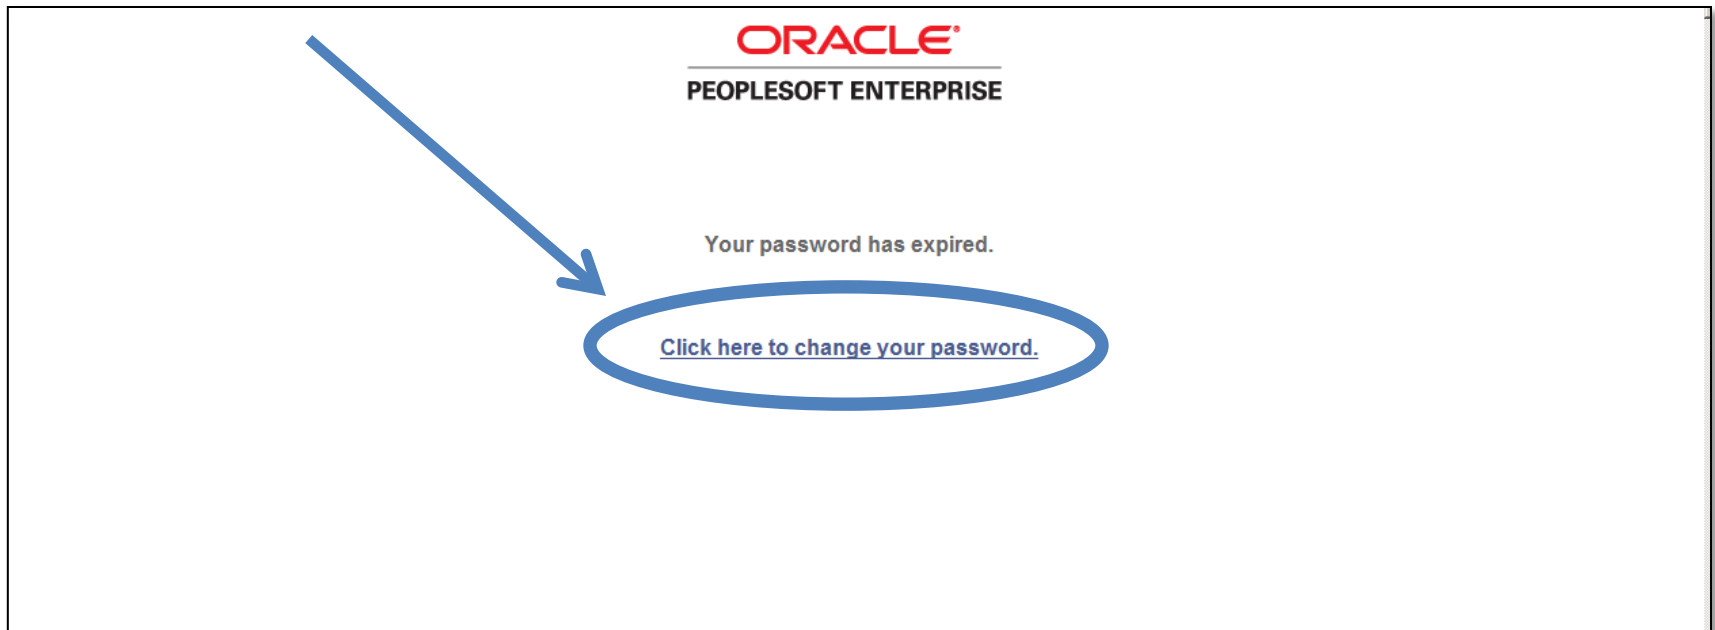 ORACLE
PEOPLESOFT ENTERPRISE
Your password has expired.
Click here to change your password.